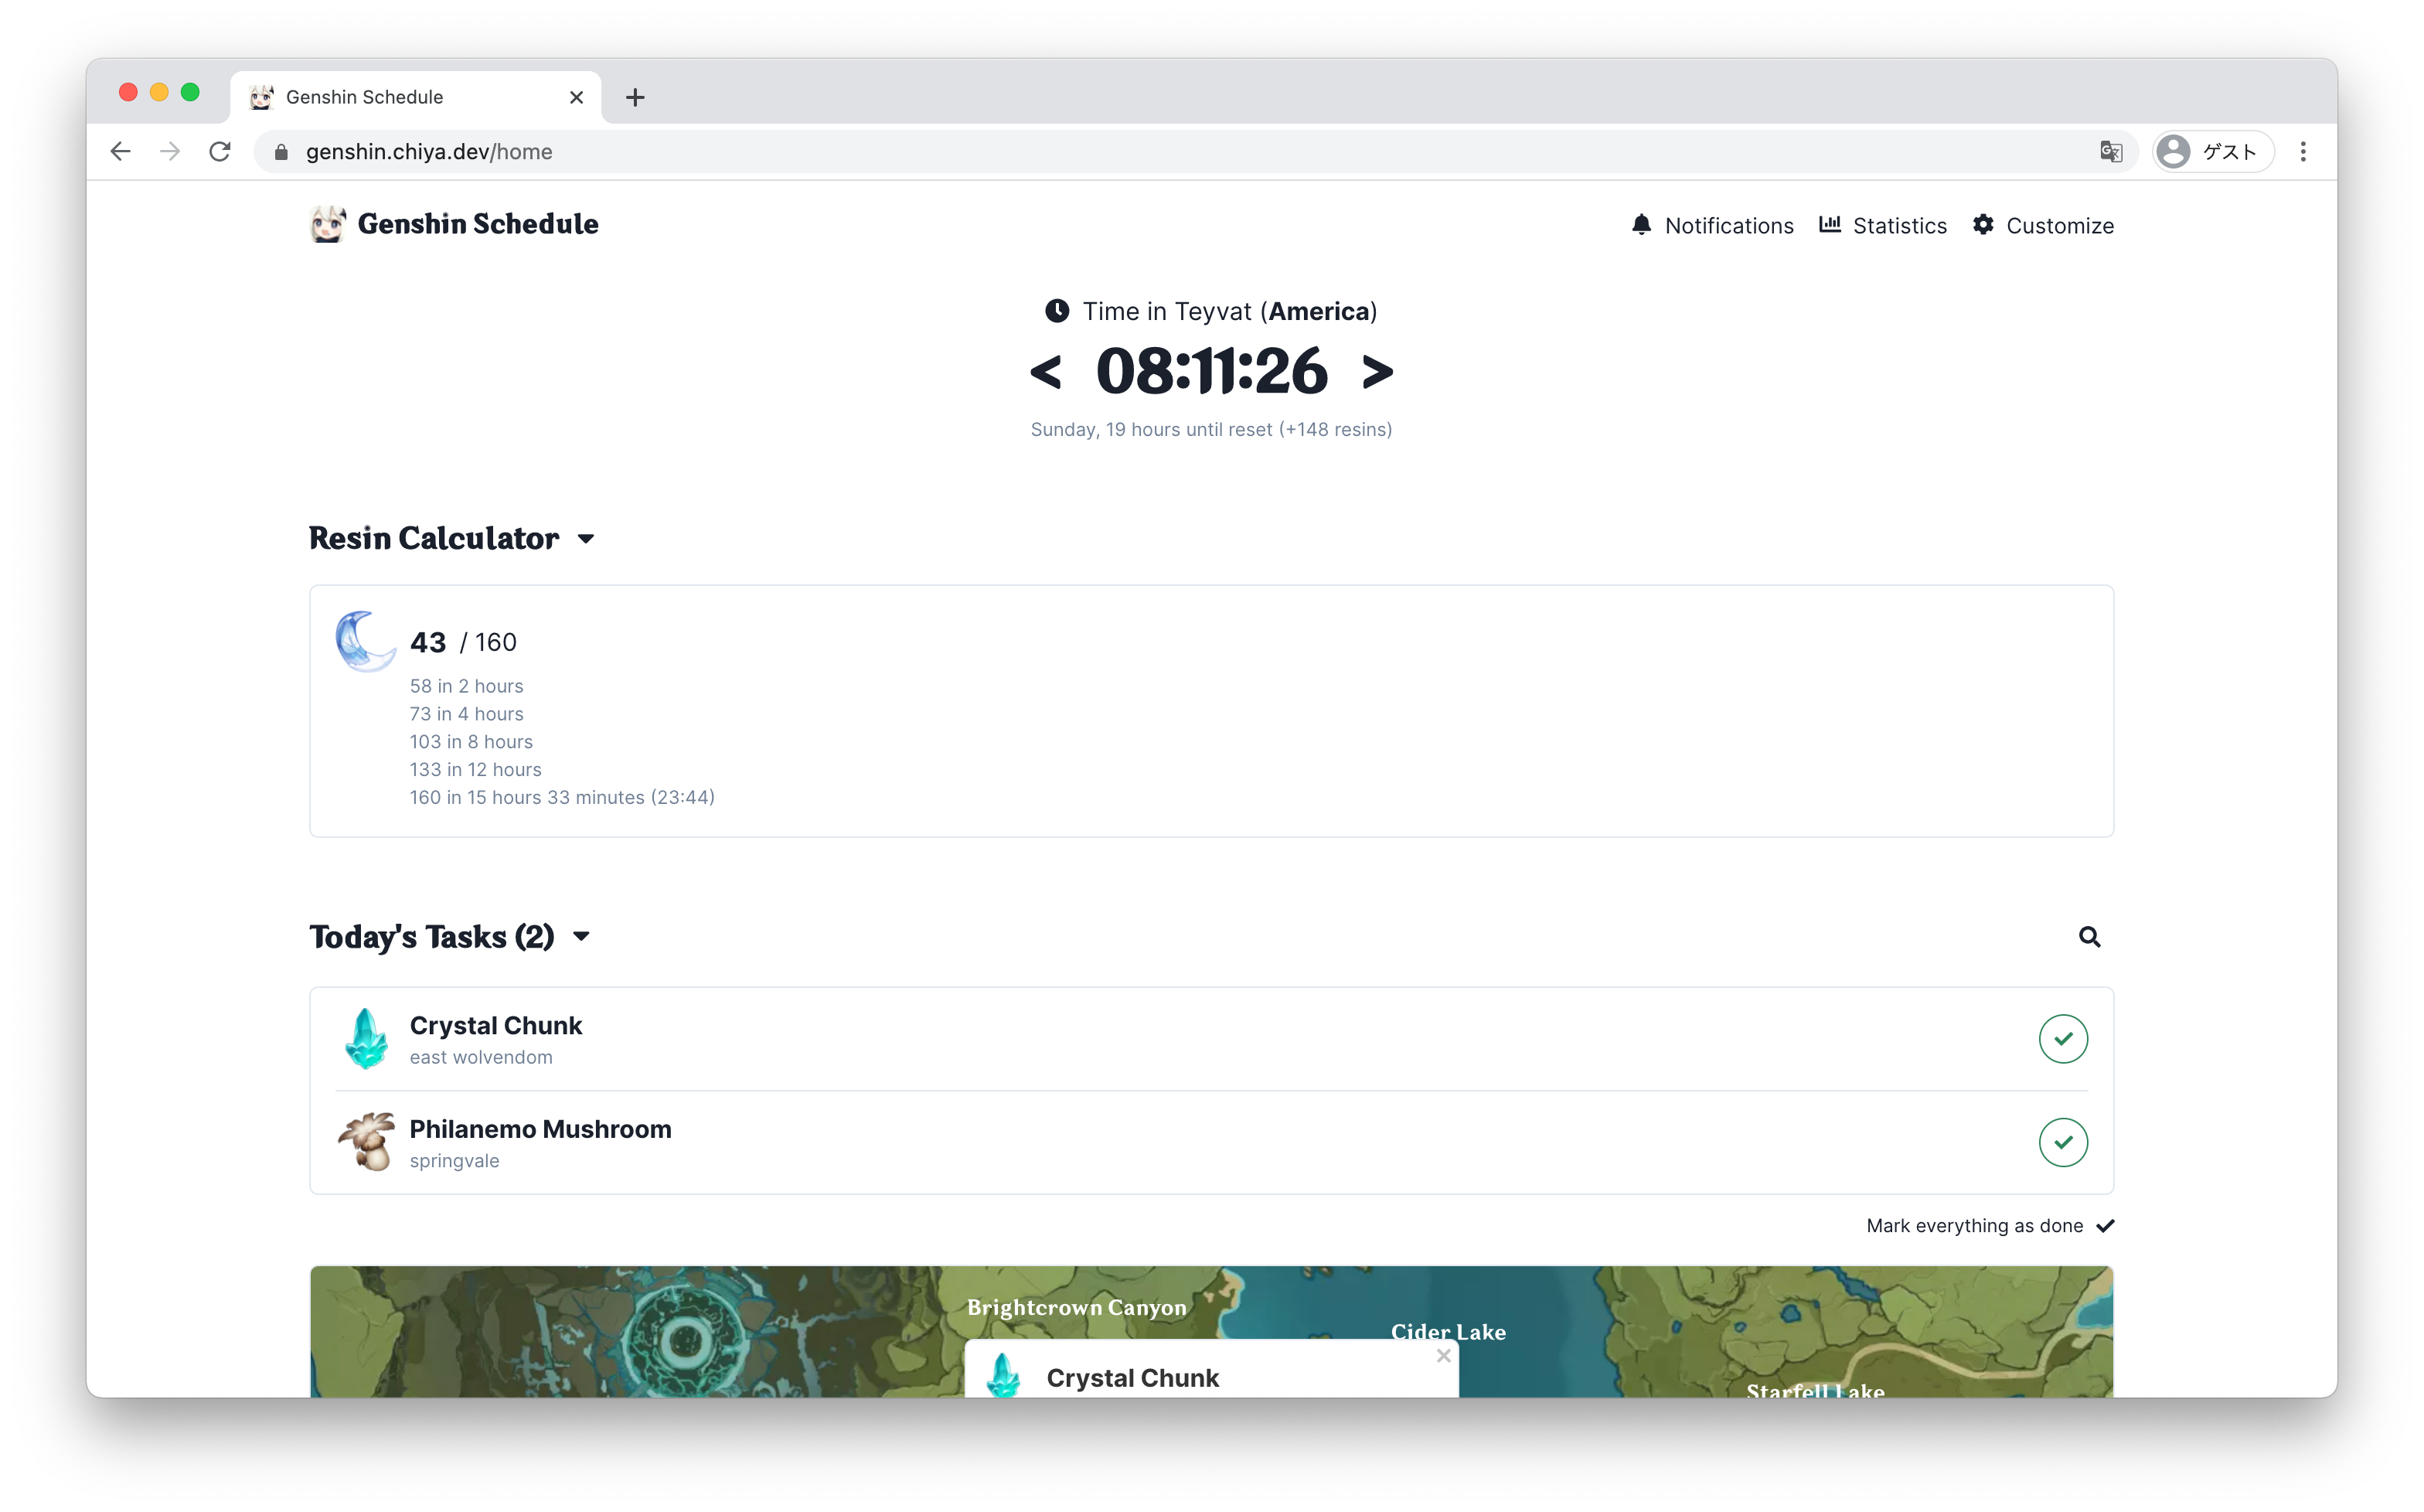 Genshin Schedule
genshin.chiya.dev/home
ゲスト
Genshin Schedule
Notifications
Statistics
Customize
Time in Teyvat (America)
< 08:11:26 >
Sunday, 19 hours until reset (+148 resins)
Resin Calculator
43 / 160
58 in 2 hours
73 in 4 hours
103 in 8 hours
133 in 12 hours
160 in 15 hours 33 minutes (23:44)
Today's Tasks (2)
Crystal Chunk
east wolvendom
Philanemo Mushroom
springvale
Mark everything as done
Brightcrown Canyon
Cider Lake
Crystal Chunk
Starfell Lake